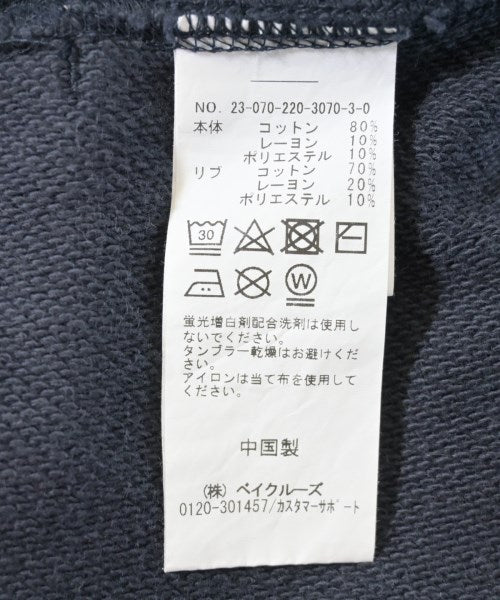 NO. 23-070-220-3070-3-0
本体 コットン 80%
レーヨン 10%
ポリエステル 10%
リブ コットン 70%
レーヨン 20%
ポリエステル 10%
30
W
蛍光増白剤配合洗剤は使用し
ないでください。
タンブラー乾燥はお避けくださ
い。
アイロンは当て布を使用して
ください。
中国製
(株) ベイクルーズ
0120-301457/カスタマーサポート